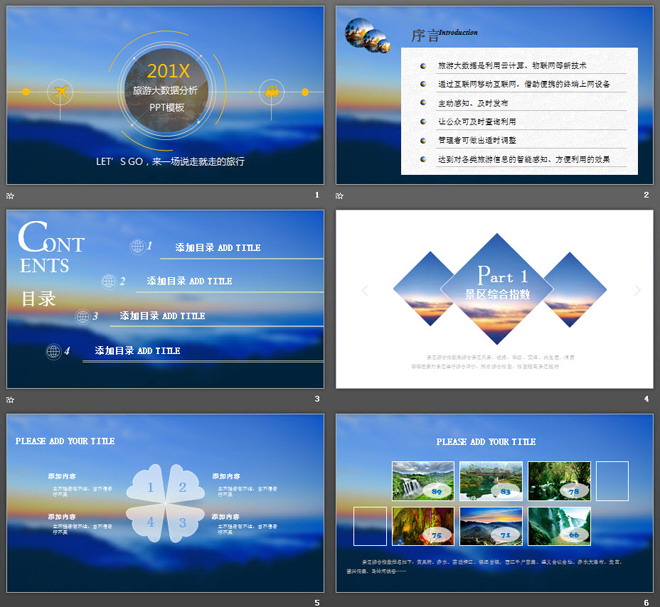 201X
旅游大数据分析
PPT模板
LET'S GO，来一场说走就走的旅行
1
序言Introduction
旅游大数据是利用云计算、物联网等新技术
通过互联网移动互联网，借助便携的终端上网设备
主动感知、及时发布
让公众可及时查询利用
管理者可做出适时调整
达到对各类旅游信息的智能感知、方便利用的效果
2
CONT
ENTS
目录
1 添加目录 ADD TITLE
2 添加目录 ADD TITLE
3 添加目录 ADD TITLE
4 添加目录 ADD TITLE
3
Part 1
景区综合指数
4
PLEASE ADD YOUR TITLE
添加内容
添加内容
1 2
添加内容
添加内容
4 3
5
PLEASE ADD YOUR TITLE
89 83 78
75 71 66
6